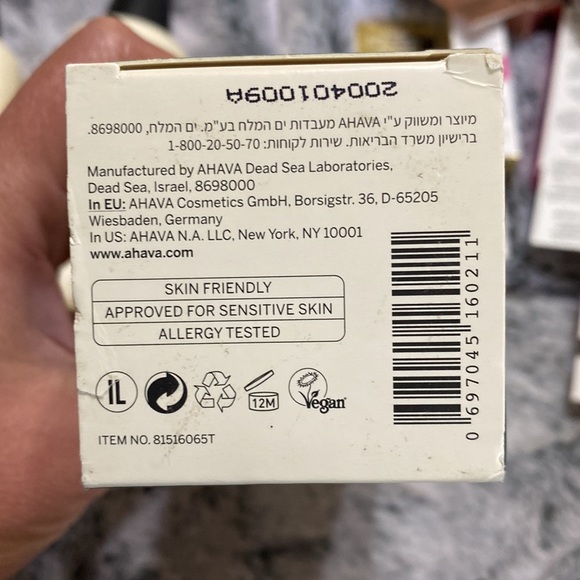 200401009A
מיוצר ומשווק ע"י AHAVA מעבדות ים המלח בע"מ. ים המלח, 8698000.
ברישיון משרד הבריאות. שירות לקוחות: 1-800-20-50-70
Manufactured by AHAVA Dead Sea Laboratories,
Dead Sea, Israel, 8698000
In EU: AHAVA Cosmetics GmbH, Borsigstr. 36, D-65205
Wiesbaden, Germany
In US: AHAVA N.A. LLC, New York, NY 10001
www.ahava.com
SKIN FRIENDLY
APPROVED FOR SENSITIVE SKIN
ALLERGY TESTED
IL
12M
Vegan
ITEM NO. 81516065T
0 697045 160211